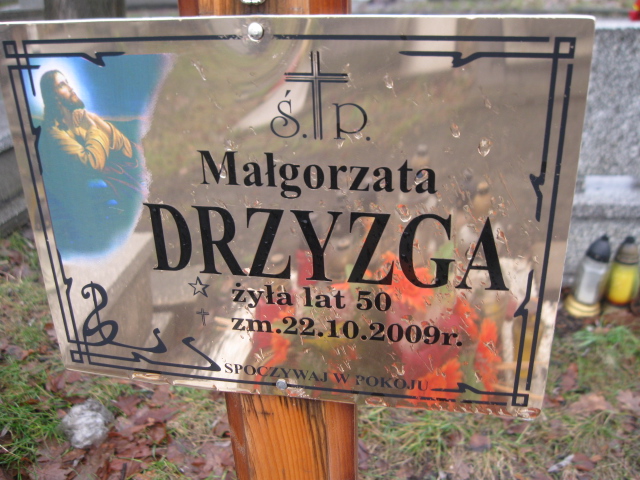 Ś. P.
Małgorzata
DRZYZGA
żyła lat 50
zm.22.10.2009r.
SPOCZYWAJ W POKOJU